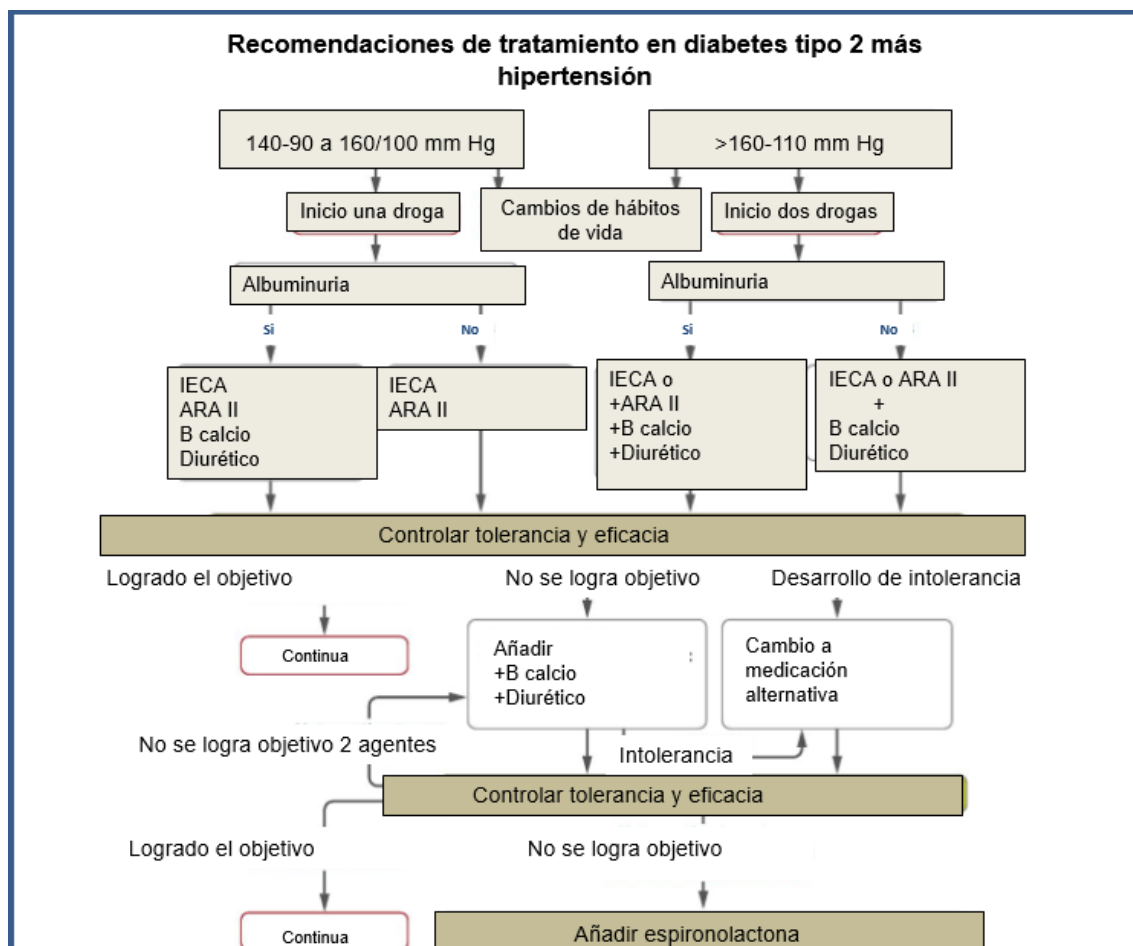 Recomendaciones de tratamiento en diabetes tipo 2 más
hipertensión
140-90 a 160/100 mm Hg
>160-110 mm Hg
Inicio una droga
Cambios de hábitos
de vida
Inicio dos drogas
Albuminuria
Albuminuria
Si
No
Si
No
IECA
ARA II
B calcio
Diurético
IECA
ARA II
IECA o
+ARA II
+B calcio
+Diurético
IECA o ARA II
+
B calcio
Diurético
Controlar tolerancia y eficacia
Logrado el objetivo
No se logra objetivo
Desarrollo de intolerancia
Continua
Añadir
+B calcio
+Diurético
Cambio a
medicación
alternativa
No se logra objetivo 2 agentes
Intolerancia
Controlar tolerancia y eficacia
Logrado el objetivo
No se logra objetivo
Continua
Añadir espironolactona